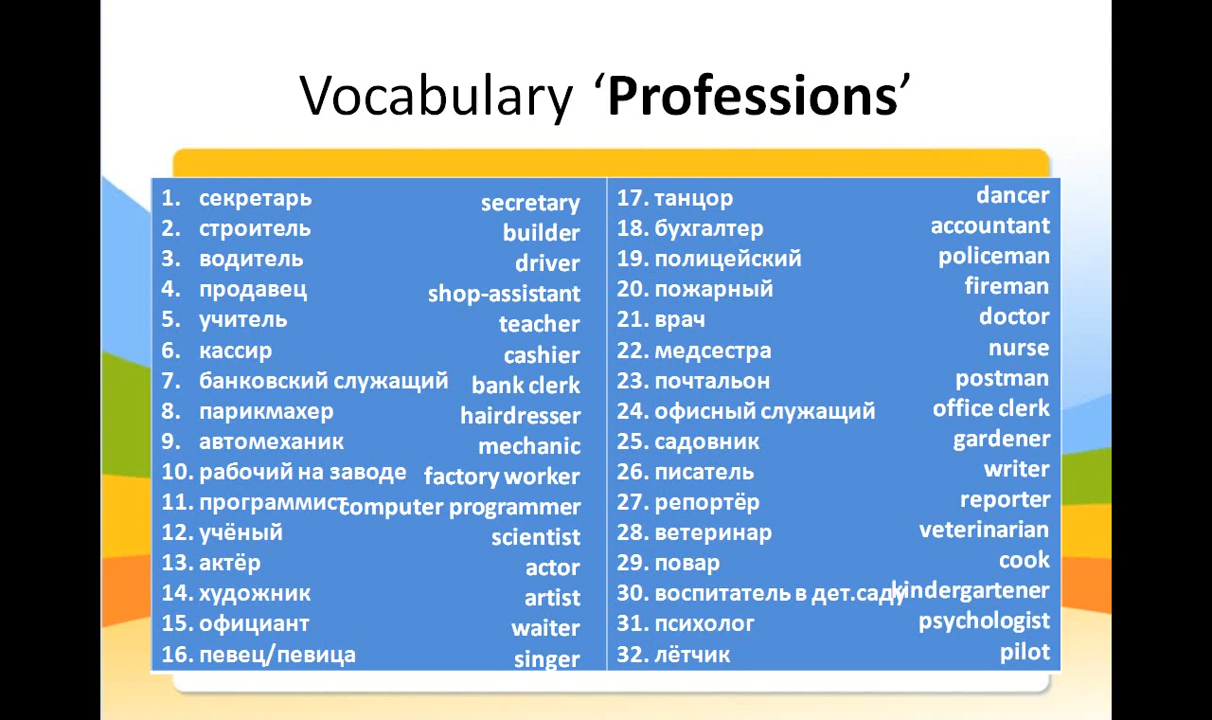 Vocabulary ‘Professions’
1. секретарь secretary
2. строитель builder
3. водитель driver
4. продавец shop-assistant
5. учитель teacher
6. кассир cashier
7. банковский служащий bank clerk
8. парикмахер hairdresser
9. автомеханик mechanic
10. рабочий на заводе factory worker
11. программист computer programmer
12. учёный scientist
13. актёр actor
14. художник artist
15. официант waiter
16. певец/певица singer
17. танцор dancer
18. бухгалтер accountant
19. полицейский policeman
20. пожарный fireman
21. врач doctor
22. медсестра nurse
23. почтальон postman
24. офисный служащий office clerk
25. садовник gardener
26. писатель writer
27. репортёр reporter
28. ветеринар veterinarian
29. повар cook
30. воспитатель в дет.саду kindergartener
31. психолог psychologist
32. лётчик pilot